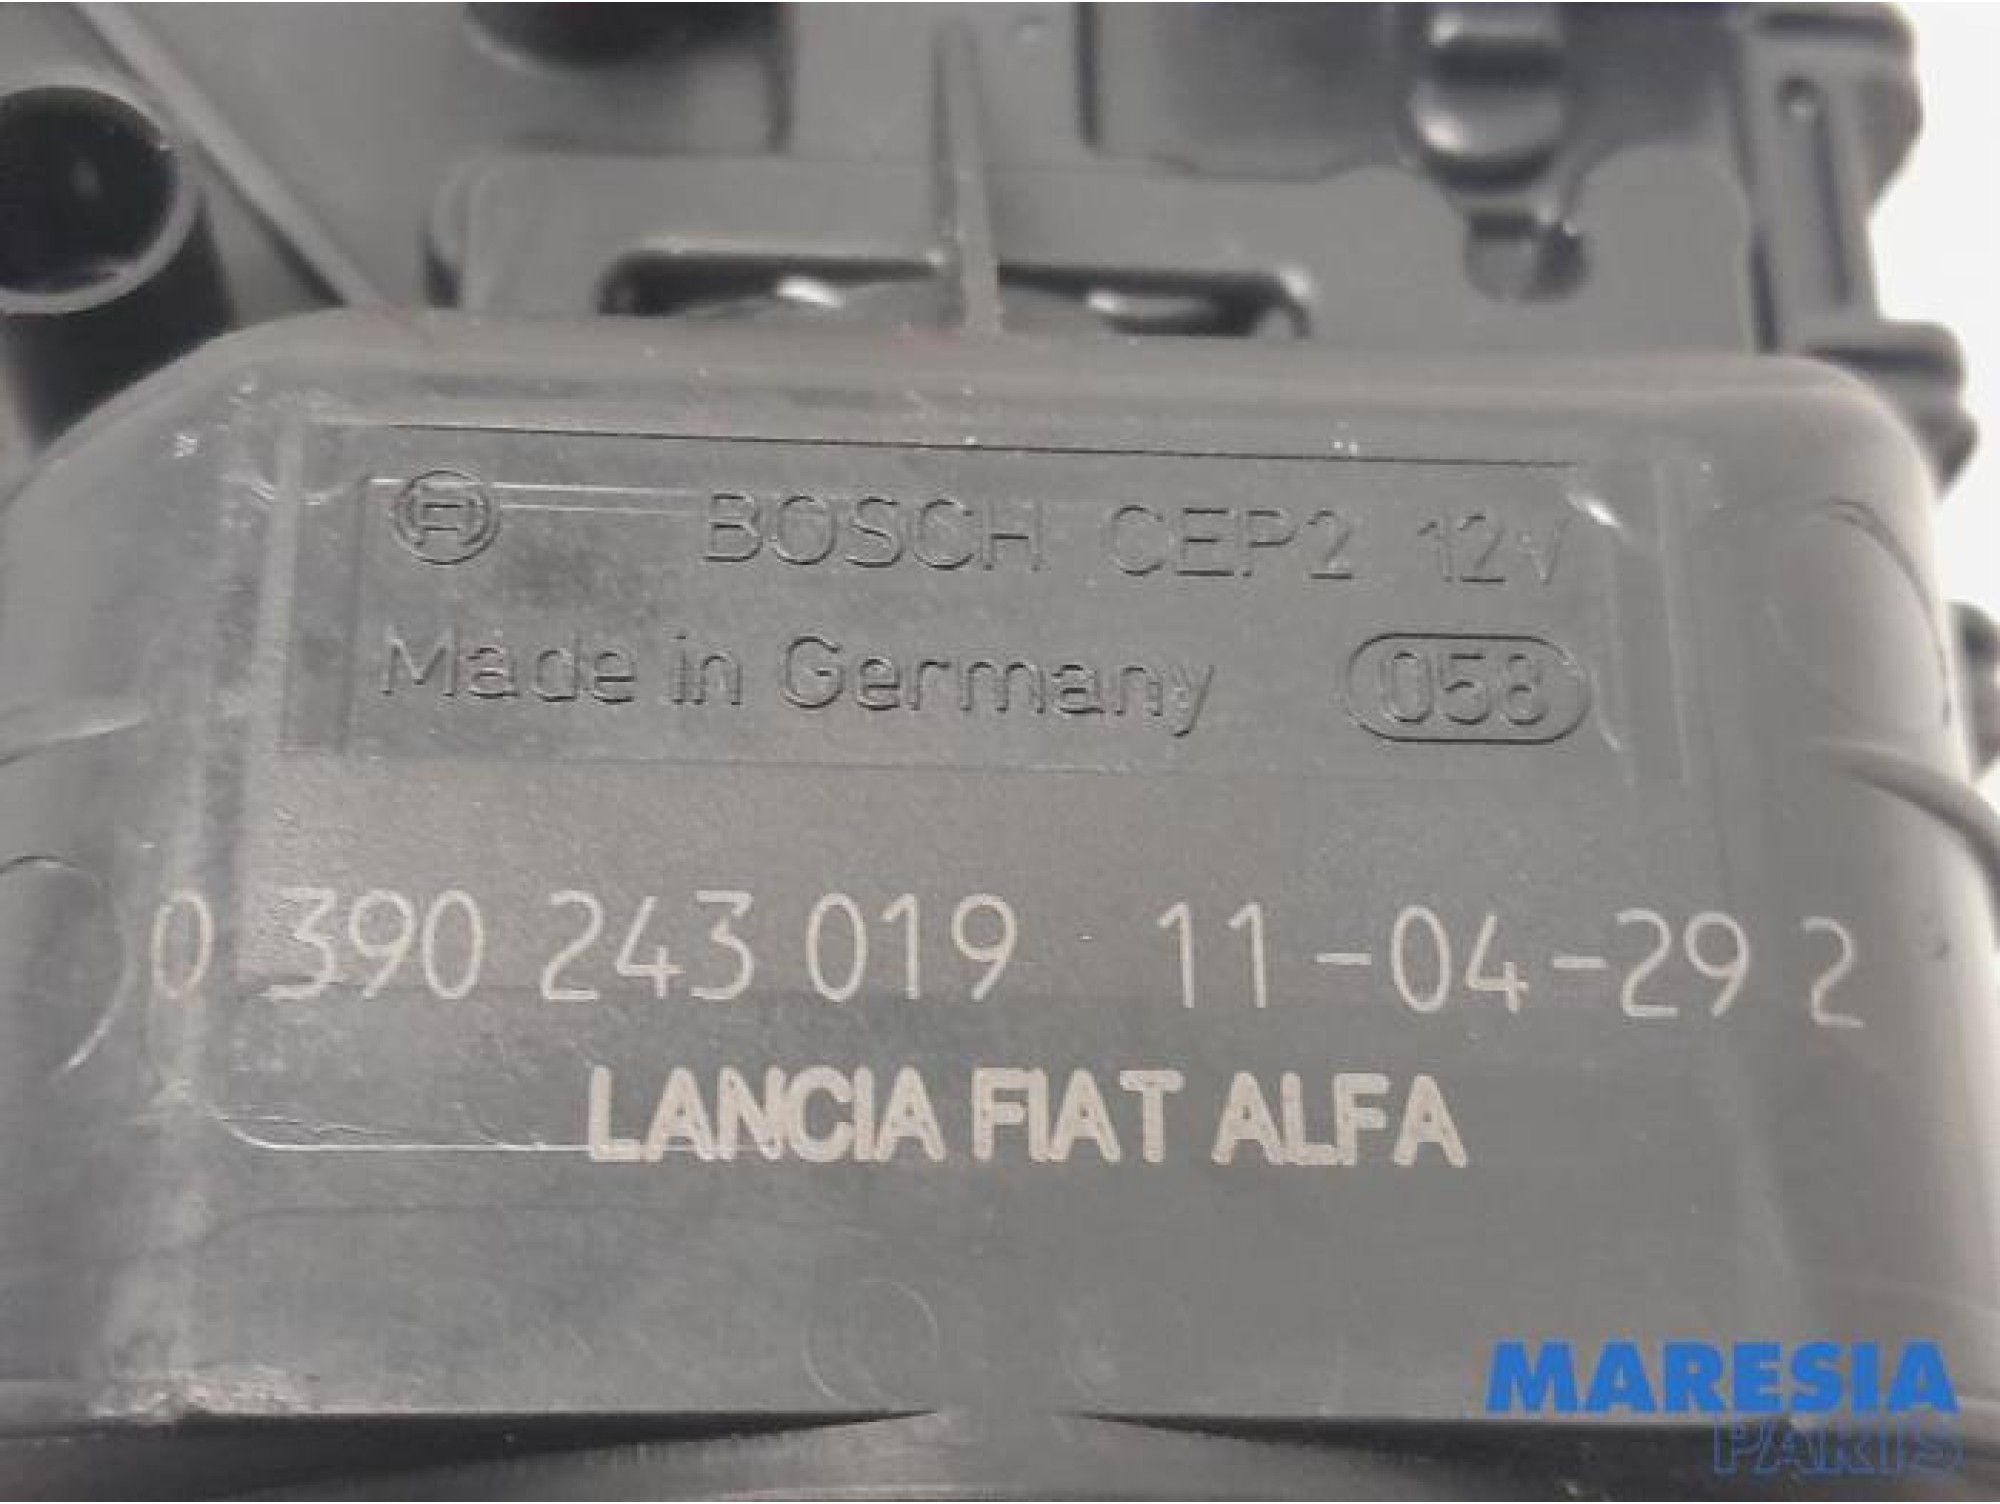 BOSCH CEP2 12V
Made in Germany 058
0 390 243 019 11-04-29 2
LANCIA FIAT ALFA
MARESIA
PARTS